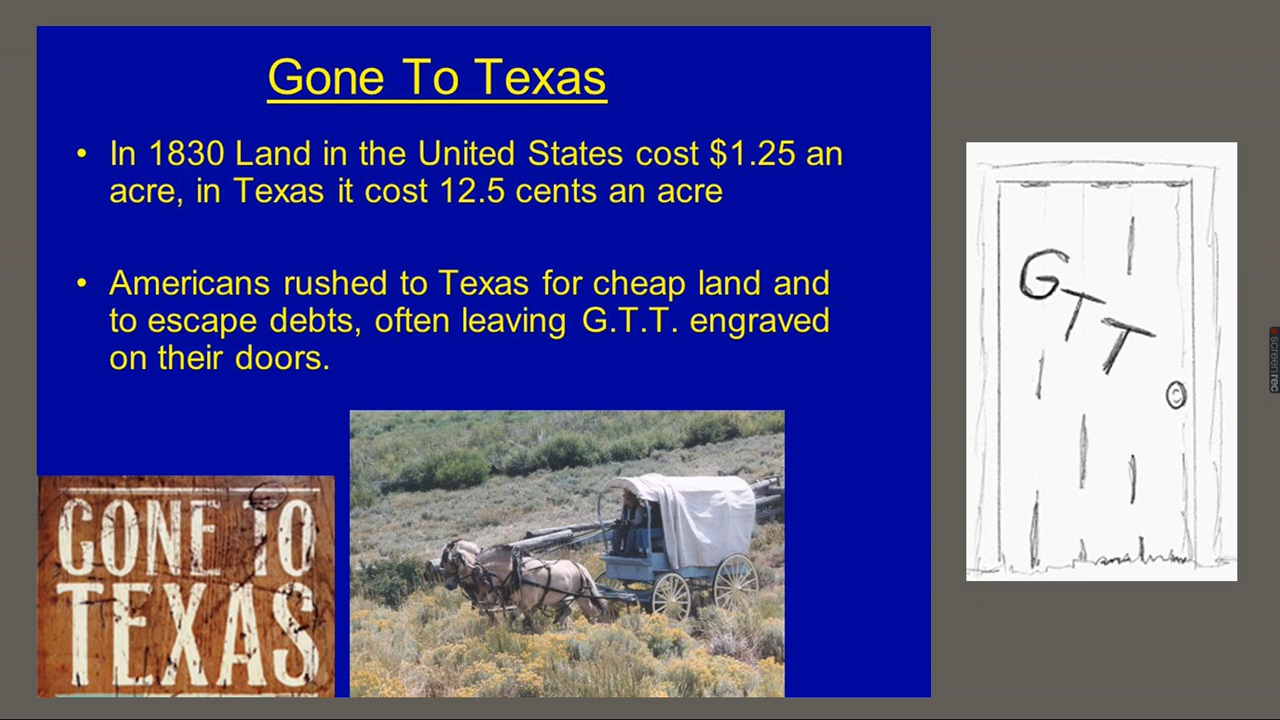 Gone To Texas
• In 1830 Land in the United States cost $1.25 an
acre, in Texas it cost 12.5 cents an acre
• Americans rushed to Texas for cheap land and
to escape debts, often leaving G.T.T. engraved
on their doors.
GONE TO
TEXAS
GTT
screenrec